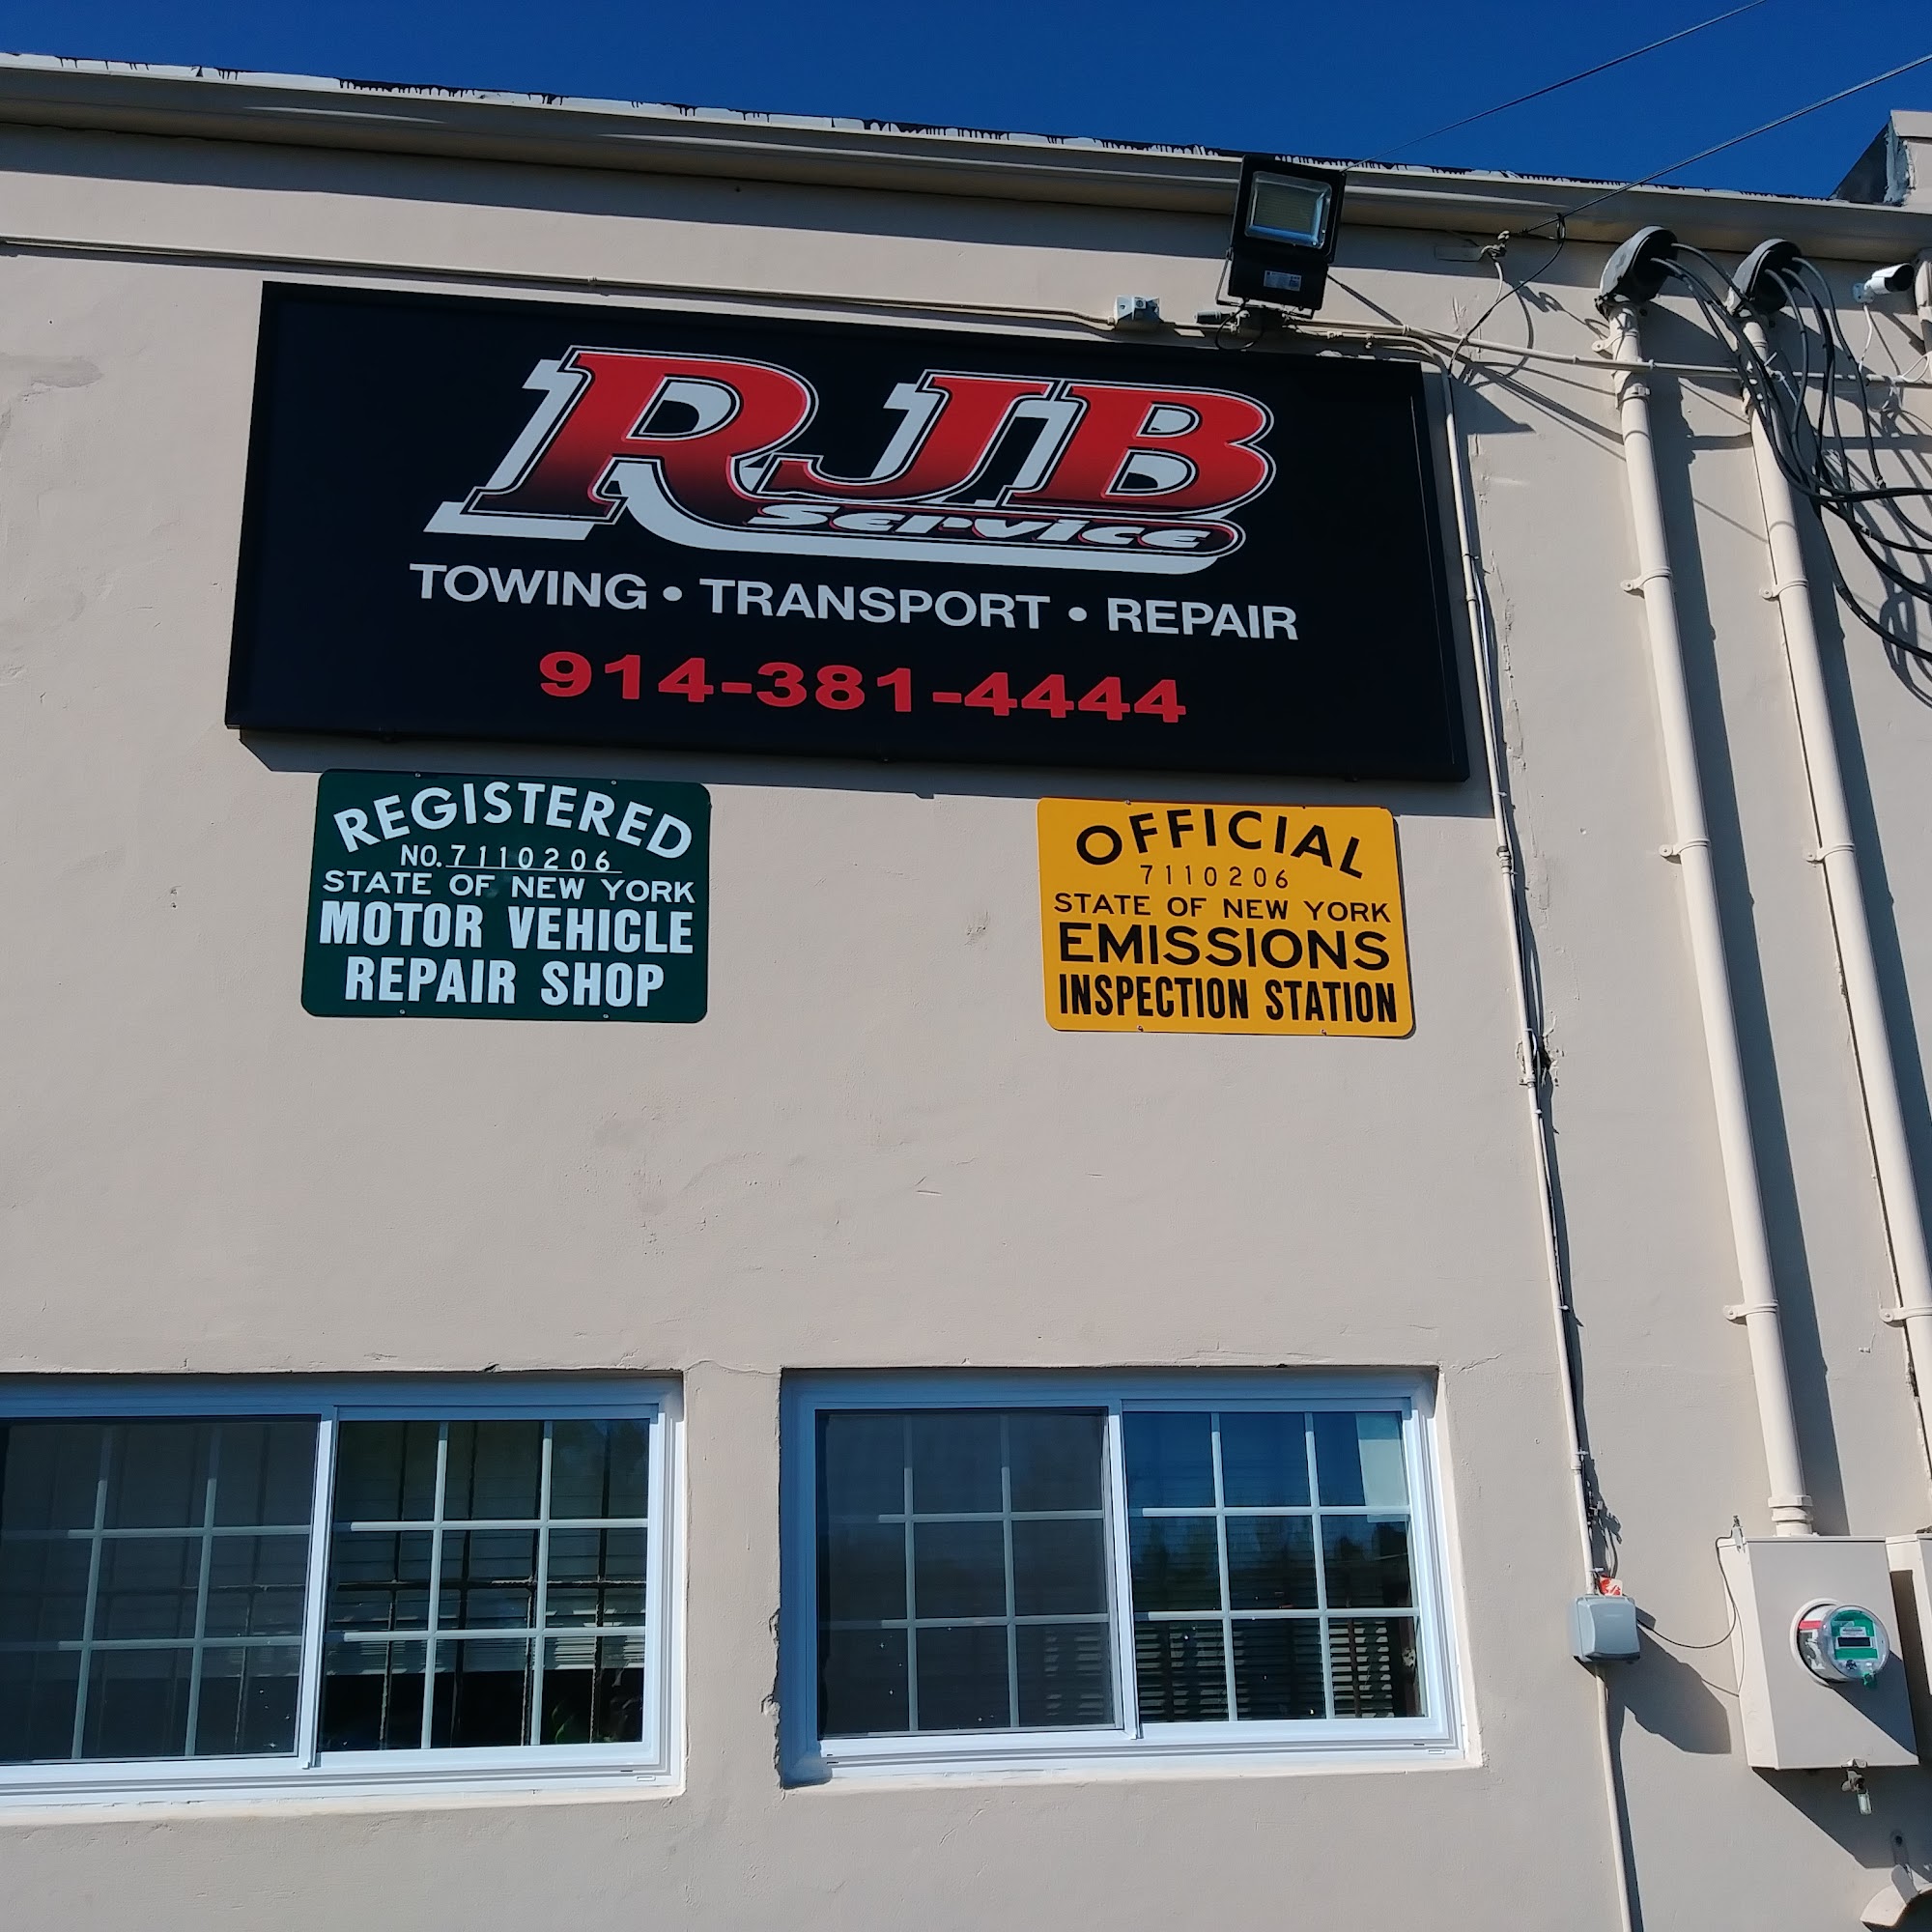 RJB
Service
TOWING • TRANSPORT • REPAIR
914-381-4444
REGISTERED
NO. 7110206
STATE OF NEW YORK
MOTOR VEHICLE
REPAIR SHOP
OFFICIAL
7110206
STATE OF NEW YORK
EMISSIONS
INSPECTION STATION